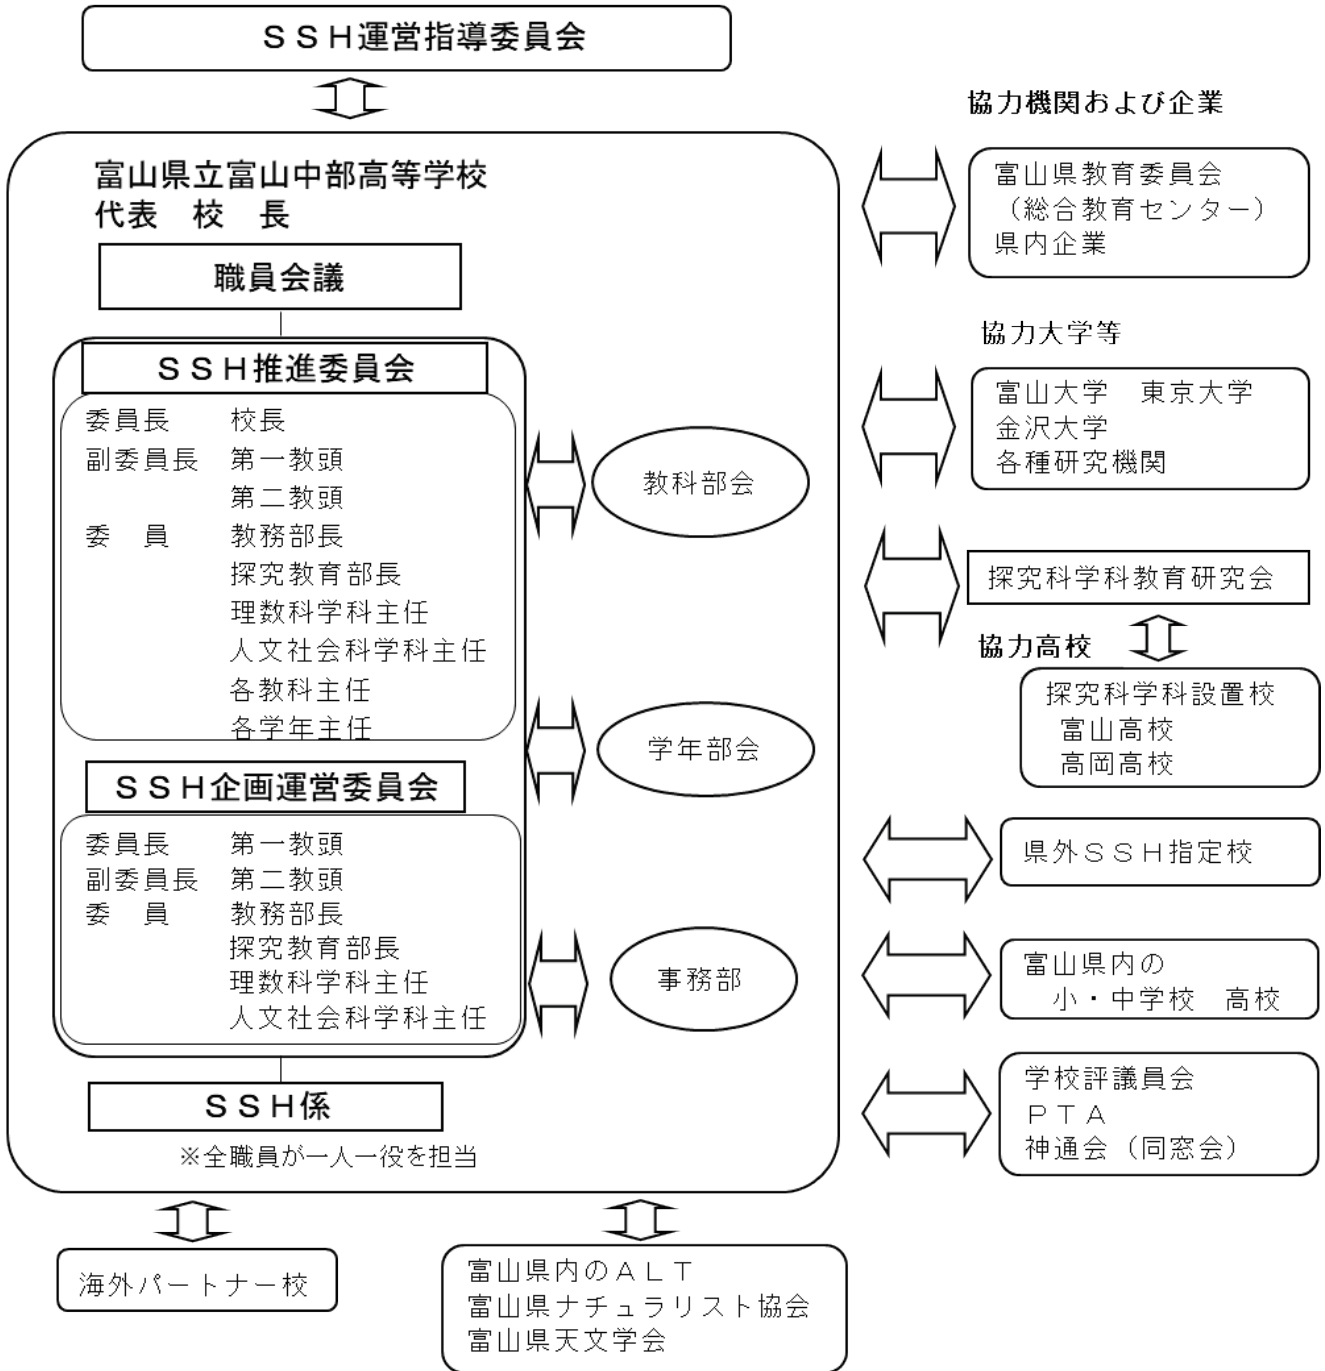 ＳＳＨ運営指導委員会
富山県立富山中部高等学校
代表　校　長
職員会議
ＳＳＨ推進委員会
委員長　校長
副委員長　第一教頭
第二教頭
委　員　教務部長
探究教育部長
理数科学科主任
人文社会科学科主任
各教科主任
各学年主任
ＳＳＨ企画運営委員会
委員長　第一教頭
副委員長　第二教頭
委　員　教務部長
探究教育部長
理数科学科主任
人文社会科学科主任
ＳＳＨ係
※全職員が一人一役を担当
教科部会
学年部会
事務部
協力機関および企業
富山県教育委員会
（総合教育センター）
県内企業
協力大学等
富山大学　東京大学
金沢大学
各種研究機関
探究科学科教育研究会
協力高校
探究科学科設置校
富山高校
高岡高校
県外ＳＳＨ指定校
富山県内の
小・中学校　高校
学校評議員会
ＰＴＡ
神通会（同窓会）
海外パートナー校
富山県内のＡＬＴ
富山県ナチュラリスト協会
富山県天文学会